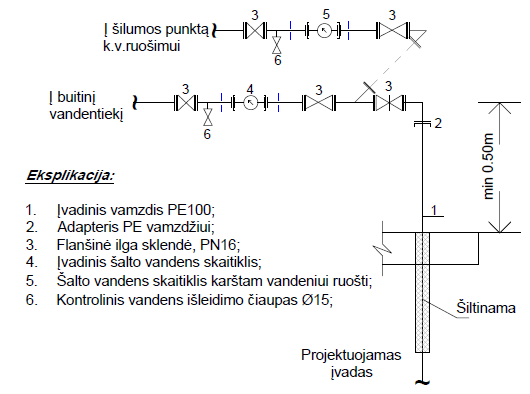 3
5
3
Į šilumos punktą
k.v.ruošimui
6
3
4
3
3
Į buitinį
vandentiekį
2
6
min 0.50m
Eksplikacija:
1. Įvadinis vamzdis PE100;
2. Adapteris PE vamzdžiui;
3. Flanšinė ilga sklendė, PN16;
4. Įvadinis šalto vandens skaitiklis;
5. Šalto vandens skaitiklis karštam vandeniui ruošti;
6. Kontrolinis vandens išleidimo čiaupas Ø15;
1
Šiltinama
Projektuojamas
įvadas